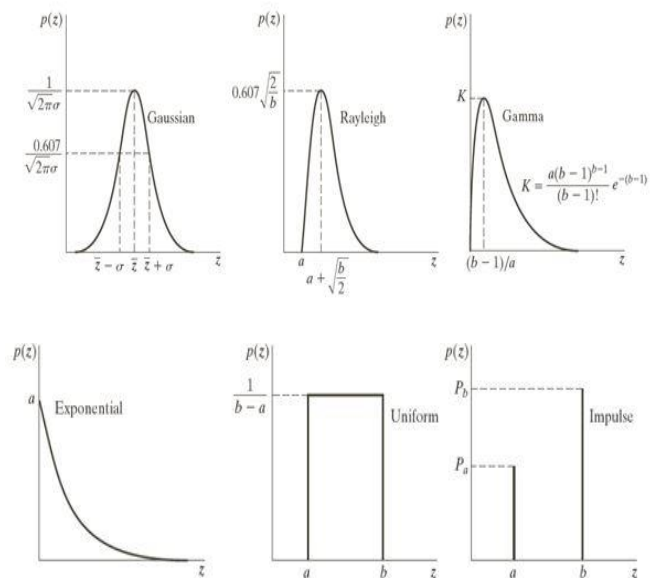 p(z)
1/√2πσ
Gaussian
0.607/√2πσ
z̄ − σ z̄ z̄ + σ z
p(z)
0.607√2/b
Rayleigh
a z
a + √b/2
p(z)
K
Gamma
K = a(b − 1)^b−1/(b − 1)! e^−(b−1)
(b − 1)/a z
p(z)
a
Exponential
z
p(z)
1/b − a
Uniform
a b z
p(z)
P_b
Impulse
P_a
a b z